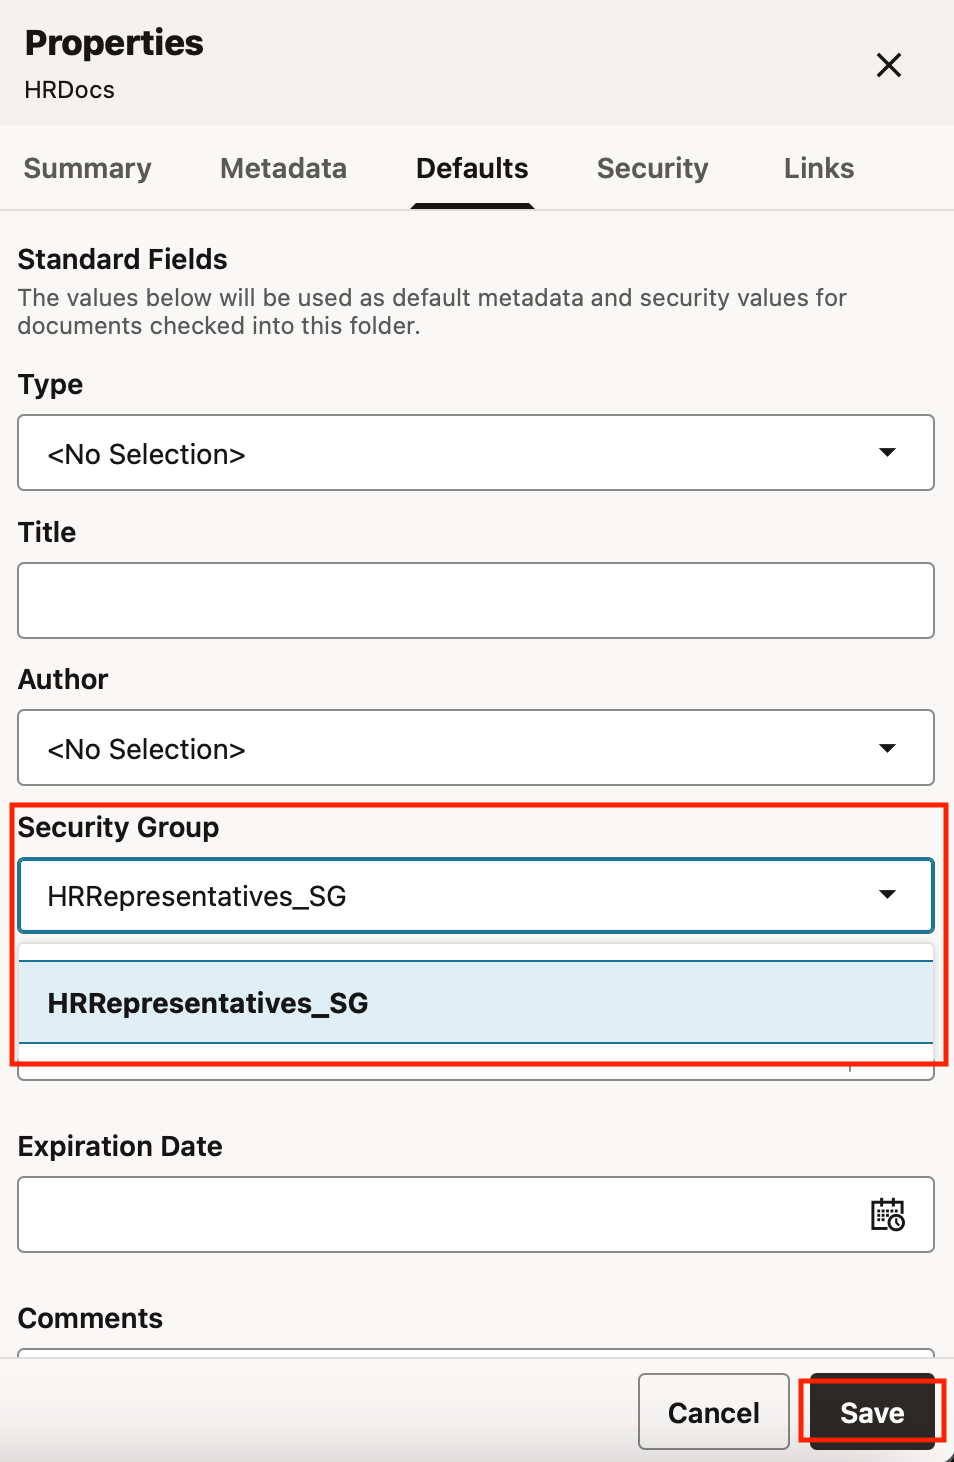 Properties
HRDocs
Summary Metadata Defaults Security Links
Standard Fields
The values below will be used as default metadata and security values for
documents checked into this folder.
Type
<No Selection>
Title
Author
<No Selection>
Security Group
HRRepresentatives_SG
HRRepresentatives_SG
Expiration Date
Comments
Cancel Save